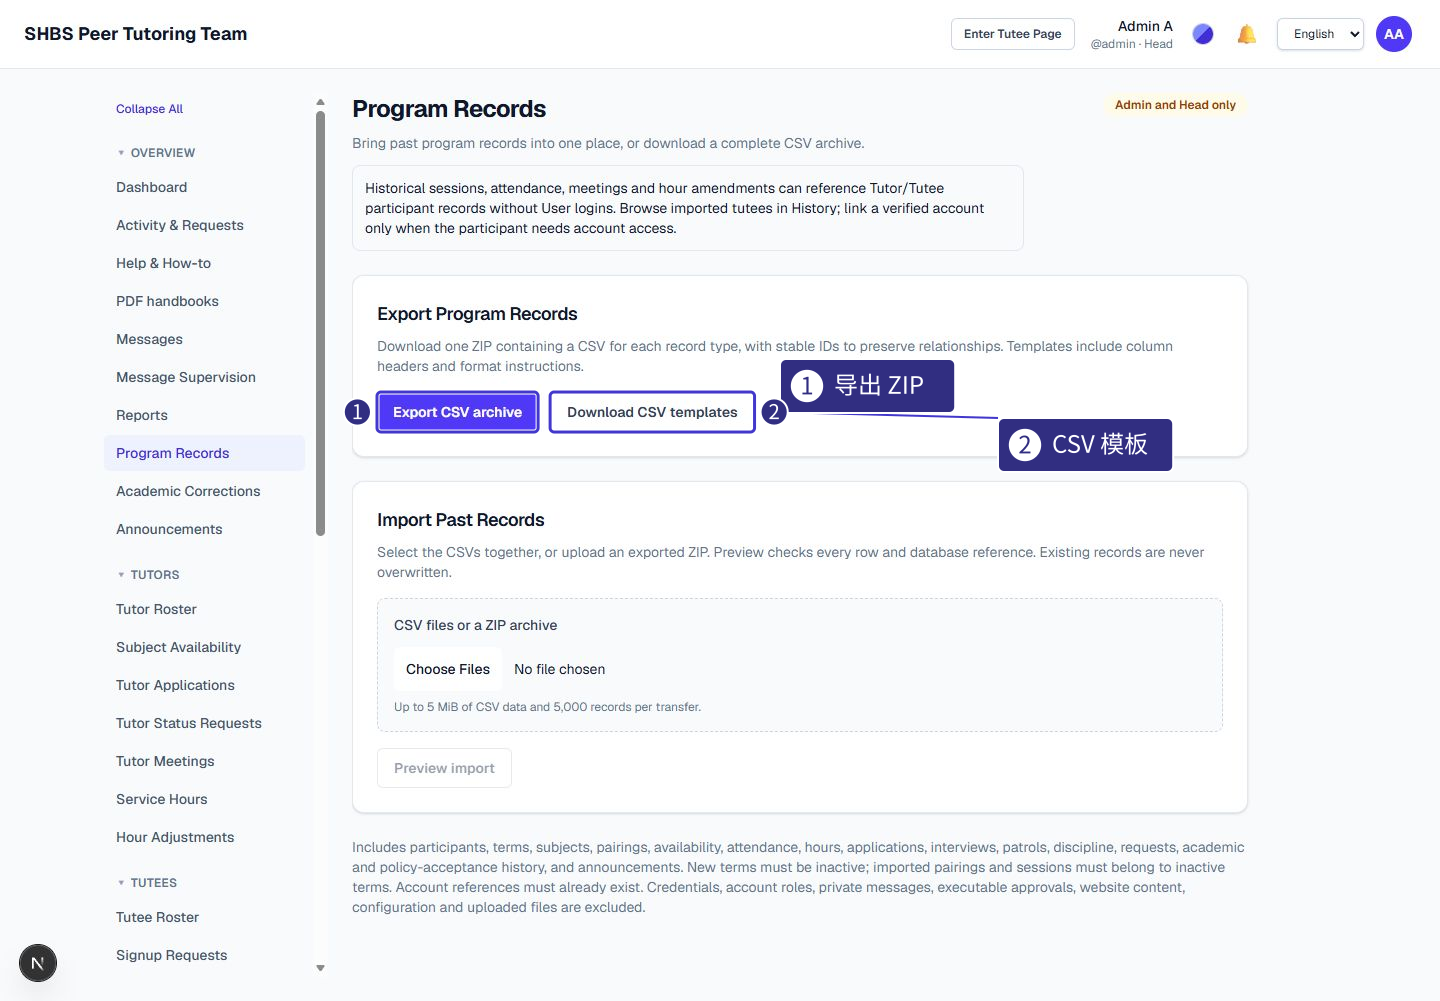 SHBS Peer Tutoring Team
Enter Tutee Page
Admin A
@admin · Head
English
AA
Collapse All
OVERVIEW
Dashboard
Activity & Requests
Help & How-to
PDF handbooks
Messages
Message Supervision
Reports
Program Records
Academic Corrections
Announcements
TUTORS
Tutor Roster
Subject Availability
Tutor Applications
Tutor Status Requests
Tutor Meetings
Service Hours
Hour Adjustments
TUTEES
Tutee Roster
Signup Requests
N
Program Records
Admin and Head only
Bring past program records into one place, or download a complete CSV archive.
Historical sessions, attendance, meetings and hour amendments can reference Tutor/Tutee
participant records without User logins. Browse imported tutees in History; link a verified account
only when the participant needs account access.
Export Program Records
Download one ZIP containing a CSV for each record type, with stable IDs to preserve relationships. Templates include column
headers and format instructions.
1 Export CSV archive
Download CSV templates 2
1 导出 ZIP
2 CSV 模板
Import Past Records
Select the CSVs together, or upload an exported ZIP. Preview checks every row and database reference. Existing records are never
overwritten.
CSV files or a ZIP archive
Choose Files No file chosen
Up to 5 MiB of CSV data and 5,000 records per transfer.
Preview import
Includes participants, terms, subjects, pairings, availability, attendance, hours, applications, interviews, patrols, discipline, requests, academic
and policy-acceptance history, and announcements. New terms must be inactive; imported pairings and sessions must belong to inactive
terms. Account references must already exist. Credentials, account roles, private messages, executable approvals, website content,
configuration and uploaded files are excluded.